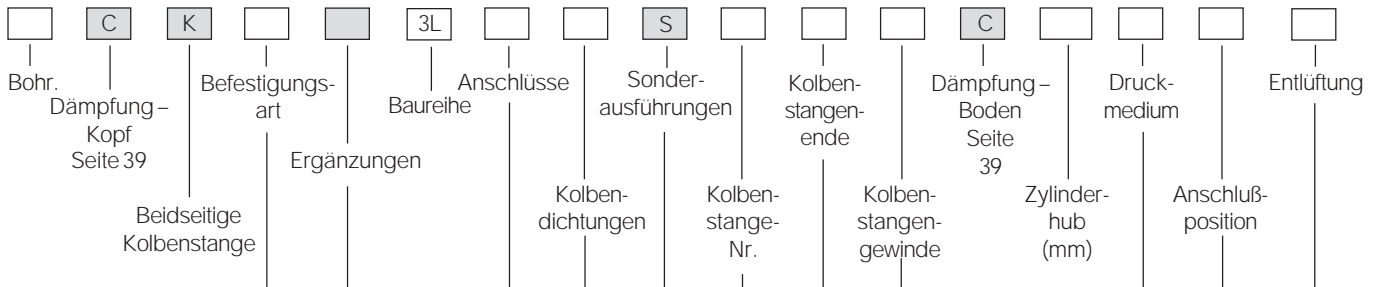 C K 3L S C
Bohr.
Dämpfung – Kopf
Seite 39
Beidseitige
Kolbenstange
Befestigungs-
art
Ergänzungen
Baureihe
Anschlüsse
Kolben-
dichtungen
Sonder-
ausführungen
Kolben-
stange-
Nr.
Kolben-
stangen-
ende
Kolben-
stangen-
gewinde
Dämpfung –
Boden
Seite
39
Zylinder-
hub
(mm)
Druck-
medium
Anschluß-
position
Entlüftung